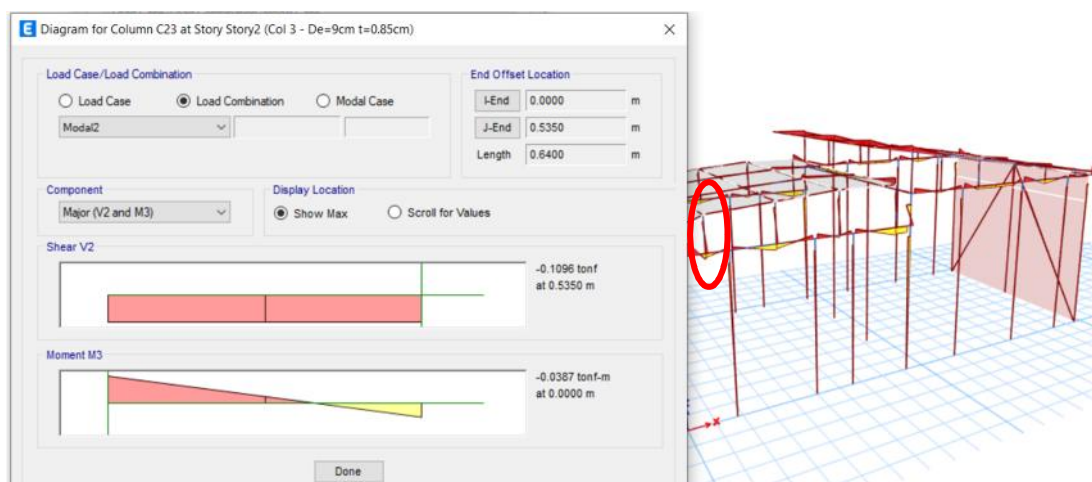 Diagram for Column C23 at Story Story2 (Col 3 - De=9cm t=0.85cm)
Load Case/Load Combination
Load Case
Load Combination
Modal Case
Modal2
End Offset Location
I-End
0.0000
m
J-End
0.5350
m
Length
0.6400
m
Component
Major (V2 and M3)
Display Location
Show Max
Scroll for Values
Shear V2
-0.1096 tonf
at 0.5350 m
Moment M3
-0.0387 tonf-m
at 0.0000 m
Done
X